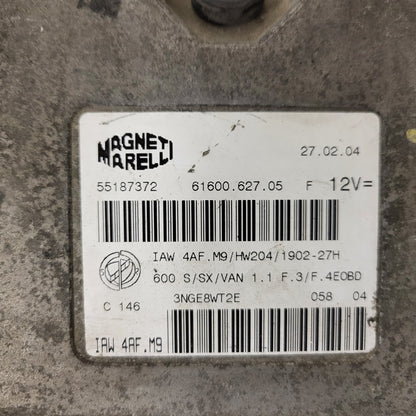 MAGNETI
MARELLI
27.02.04
55187372 61600.627.05 F 12V=
IAW 4AF.M9/HW204/1902-27H
600 S/SX/VAN 1.1 F.3/F.4EOBD
C 146 3NGE8WT2E 058 04
IAW 4AF.M9